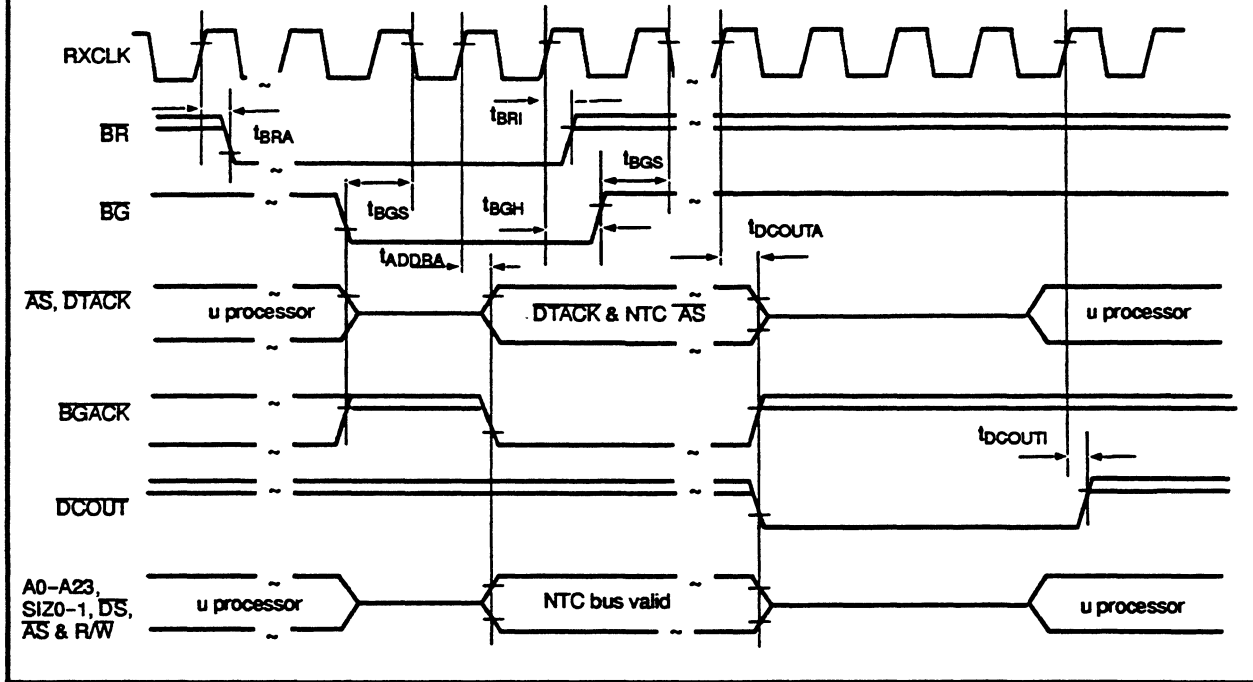 RXCLK
BR
tBRA
tBRI
BG
tBGS
tBGH
tBGS
tADDBA
tDCOUTA
AS, DTACK
u processor
DTACK & NTC AS
u processor
BGACK
tDCOUTI
DCOUT
A0-A23,
SIZ0-1, DS,
AS & R/W
u processor
NTC bus valid
u processor